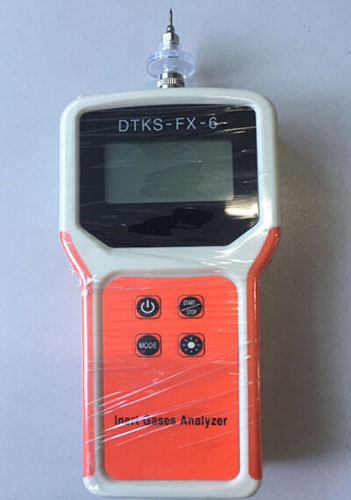 DTKS-FX-6
START
STOP
MODE
Inert Gases Analyzer